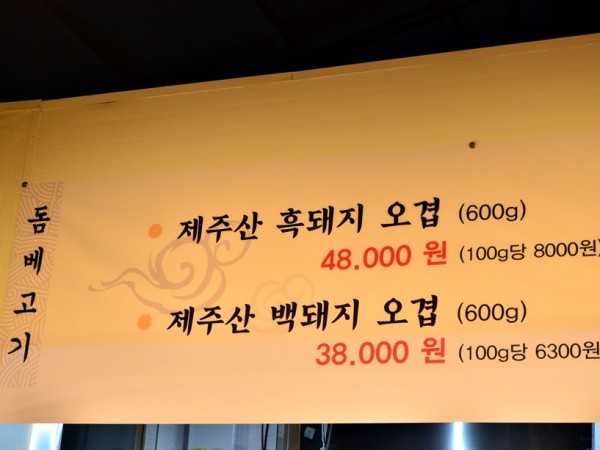 돔베고기
제주산 흑돼지 오겹 (600g)
48.000 원 (100g당 8000원)
제주산 백돼지 오겹 (600g)
38.000 원 (100g당 6300원